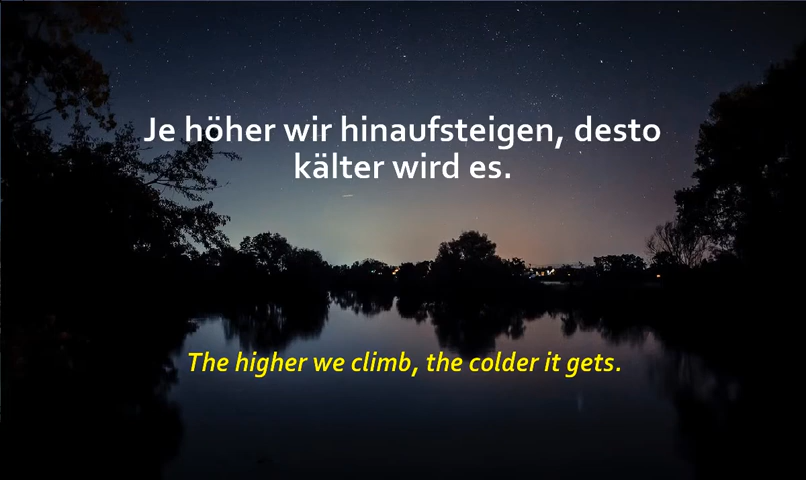 Je höher wir hinaufsteigen, desto
kälter wird es.
The higher we climb, the colder it gets.